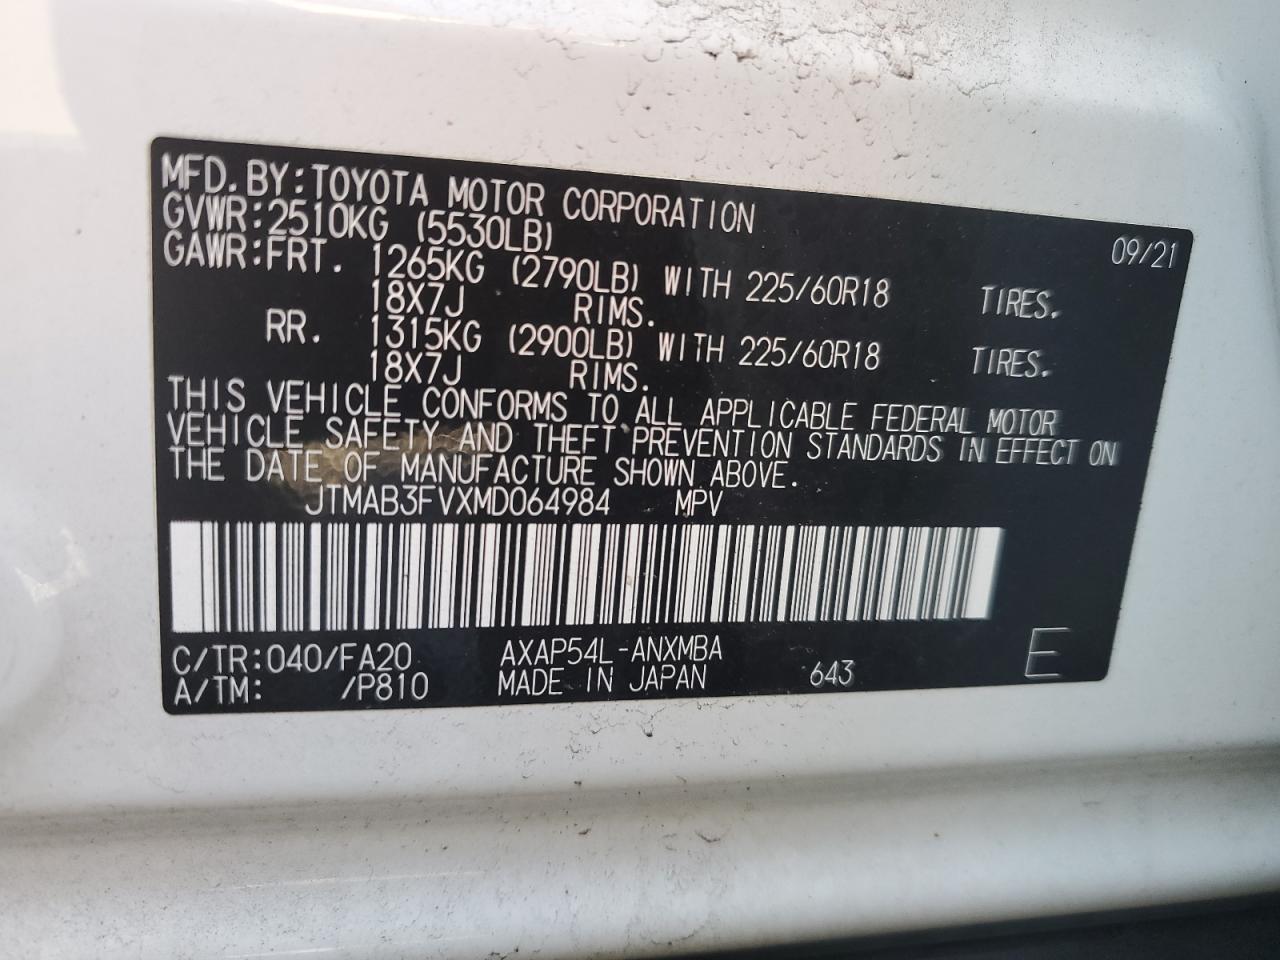 MFD.BY:TOYOTA MOTOR CORPORATION 09/21
GVWR:2510KG (5530LB)
GAWR:FRT. 1265KG (2790LB) WITH 225/60R18 TIRES.
18X7J RIMS.
RR. 1315KG (2900LB) WITH 225/60R18 TIRES.
18X7J RIMS.
THIS VEHICLE CONFORMS TO ALL APPLICABLE FEDERAL MOTOR
VEHICLE SAFETY AND THEFT PREVENTION STANDARDS IN EFFECT ON
THE DATE OF MANUFACTURE SHOWN ABOVE.
JTMAB3FVXMD064984 MPV
C/TR:040/FA20 AXAP54L-ANXMBA
A/TM: /P810 MADE IN JAPAN 643 E